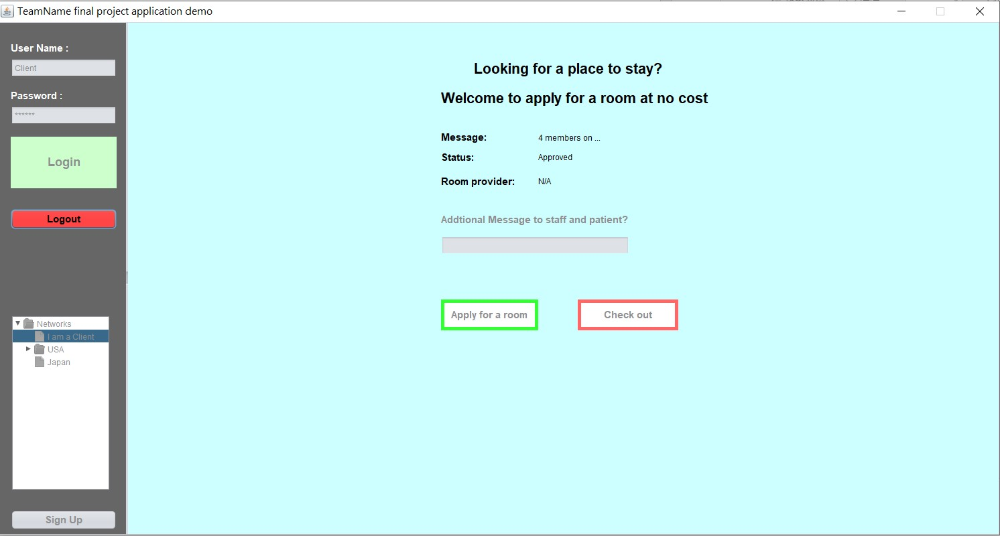 TeamName final project application demo
User Name :
Client
Password :
******
Login
Logout
Networks
I am a Client
USA
Japan
Sign Up
Looking for a place to stay?
Welcome to apply for a room at no cost
Message: 4 members on ...
Status: Approved
Room provider: N/A
Addtional Message to staff and patient?
Apply for a room Check out